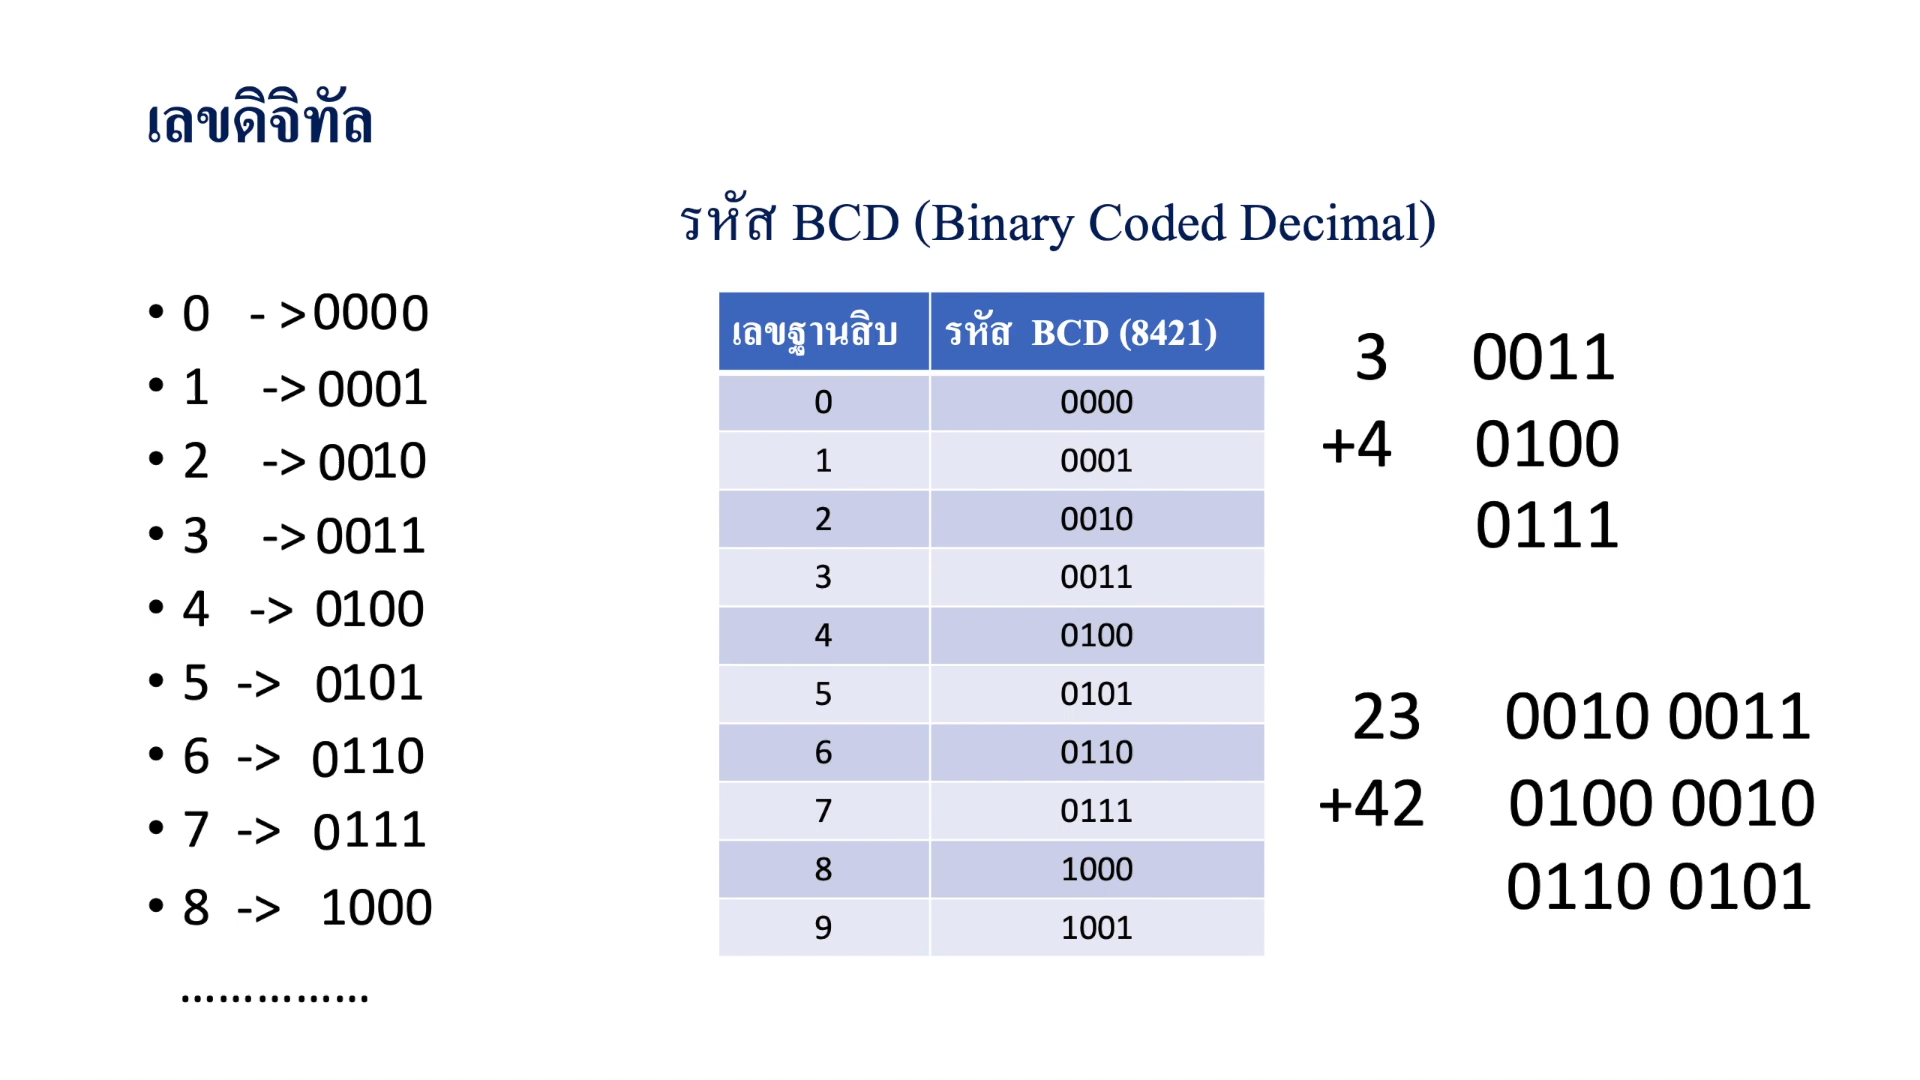 เลขดิจิทัล
รหัส BCD (Binary Coded Decimal)
• 0 - >0000
• 1 ->0001
• 2 ->0010
• 3 ->0011
• 4 -> 0100
• 5 -> 0101
• 6 -> 0110
• 7 -> 0111
• 8 -> 1000
...............
เลขฐานสิบ รหัส BCD (8421)
0 0000
1 0001
2 0010
3 0011
4 0100
5 0101
6 0110
7 0111
8 1000
9 1001
3 0011
+4 0100
0111
23 0010 0011
+42 0100 0010
0110 0101